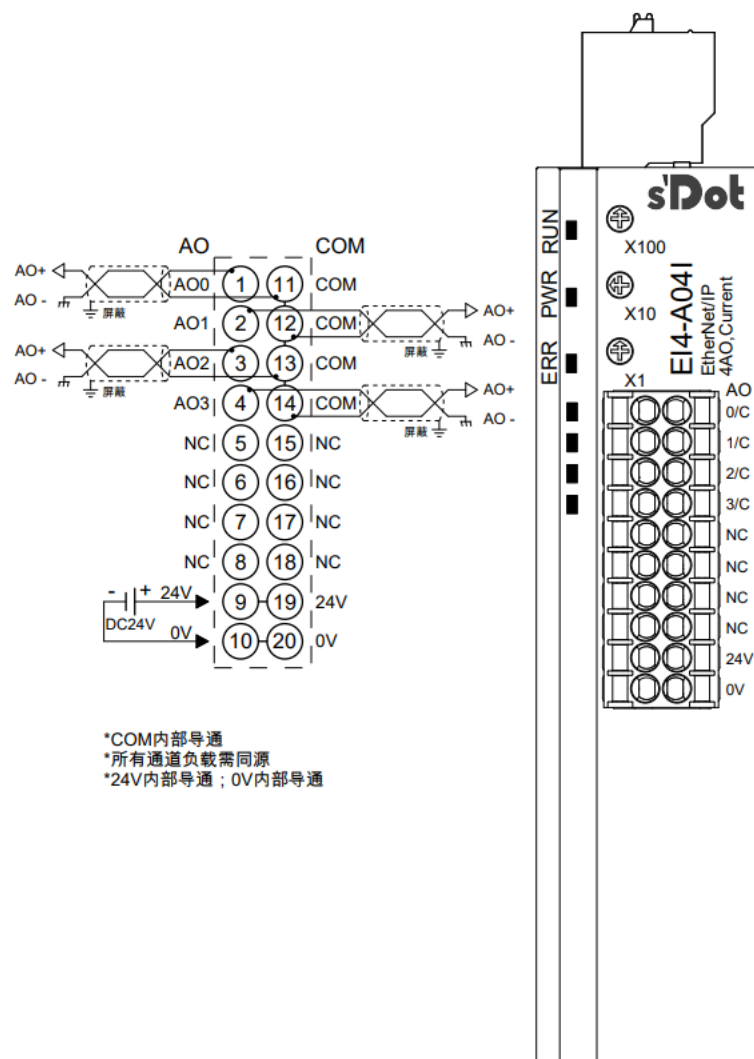 s'Dot
RUN
PWR
ERR
X100
X10
X1
EI4-A04I
EtherNet/IP
4AO,Current
AO
0/C
1/C
2/C
3/C
NC
NC
NC
NC
24V
0V
AO COM
AO+ AO0 1 11 COM
AO - 屏蔽
AO1 2 12 COM AO+
屏蔽 AO -
AO+ AO2 3 13 COM
AO - 屏蔽
AO3 4 14 COM AO+
屏蔽 AO -
NC 5 15 NC
NC 6 16 NC
NC 7 17 NC
NC 8 18 NC
- + 24V 9 19 24V
DC24V
0V 10 20 0V
*COM内部导通
*所有通道负载需同源
*24V内部导通；0V内部导通